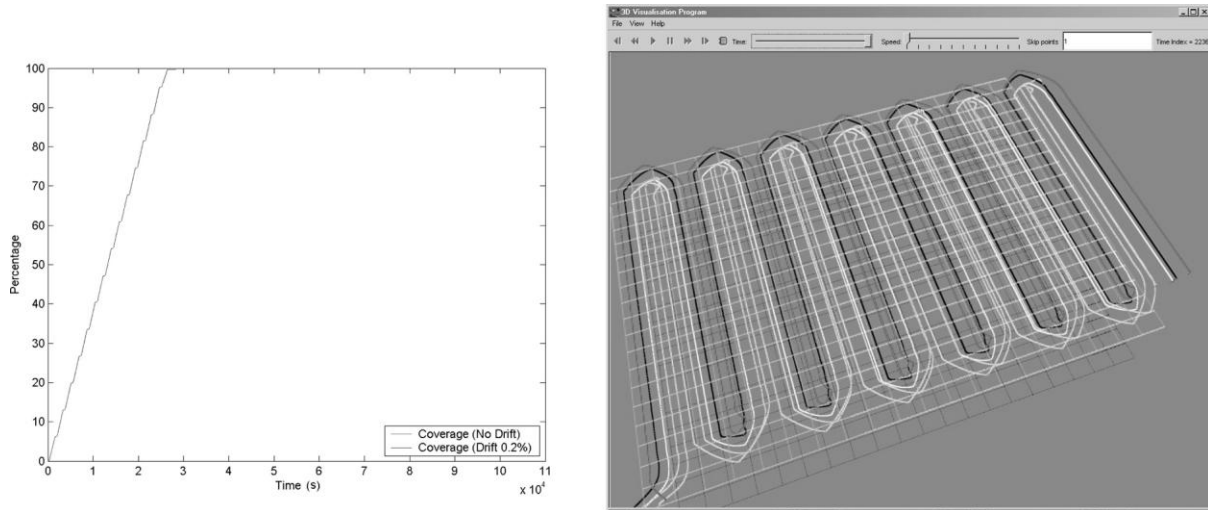 100
90
80
70
60
50
40
30
20
10
0
Percentage
0 1 2 3 4 5 6 7 8 9 10 11
Time (s)
x 10⁴
Coverage (No Drift)
Coverage (Drift 0.2%)
3D Visualisation Program
File View Help
Time: Speed Skip points 1 Time Index = 2236